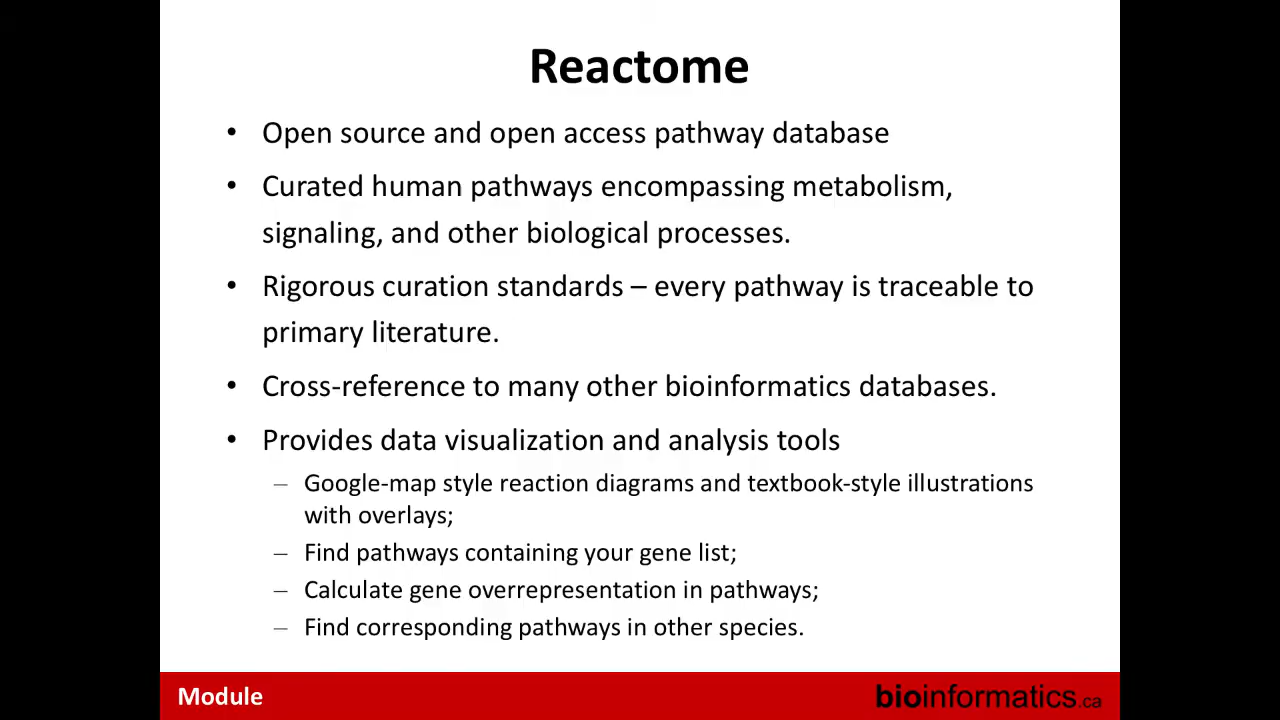 Reactome
• Open source and open access pathway database
• Curated human pathways encompassing metabolism,
signaling, and other biological processes.
• Rigorous curation standards – every pathway is traceable to
primary literature.
• Cross-reference to many other bioinformatics databases.
• Provides data visualization and analysis tools
– Google-map style reaction diagrams and textbook-style illustrations
with overlays;
– Find pathways containing your gene list;
– Calculate gene overrepresentation in pathways;
– Find corresponding pathways in other species.
Module
bioinformatics.ca